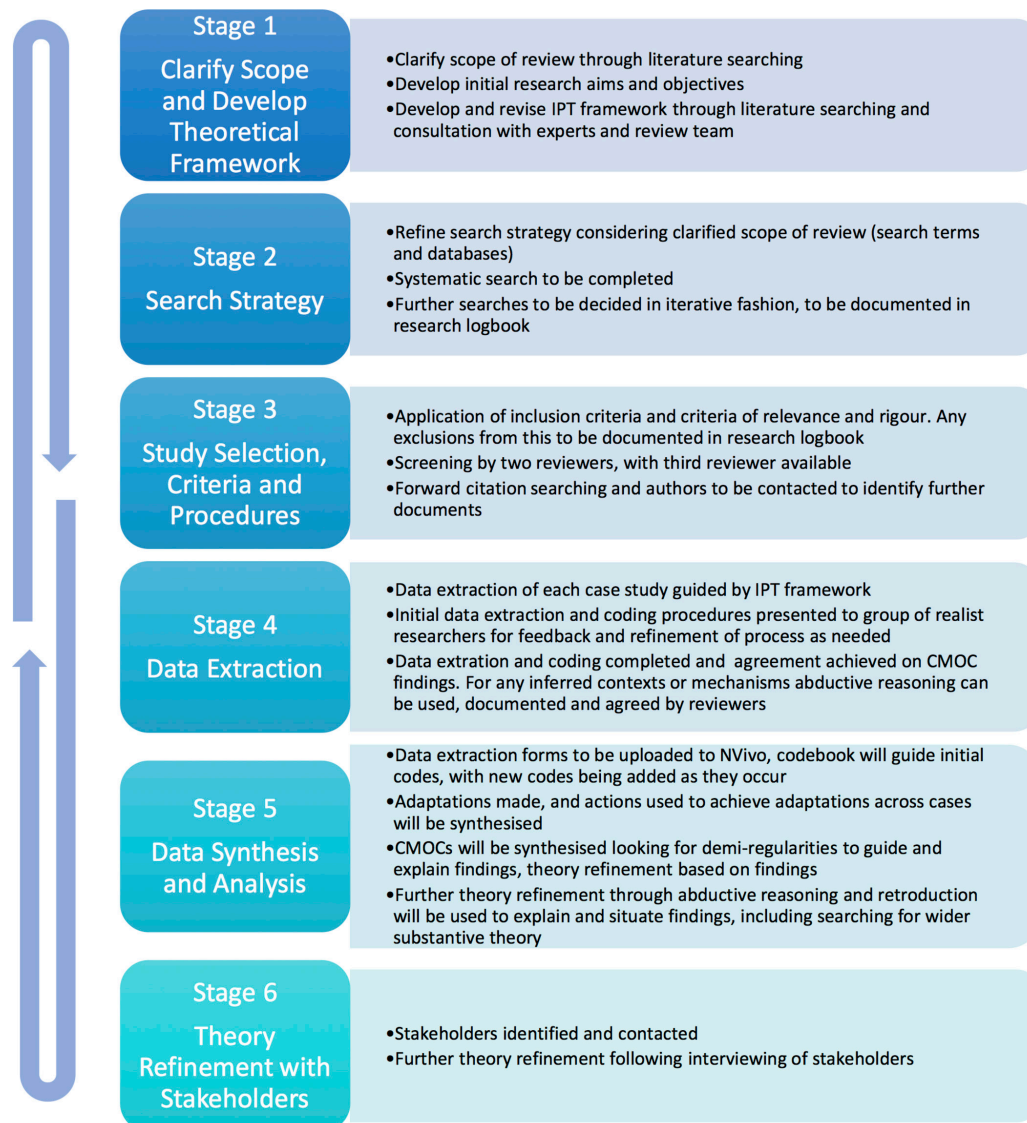 Stage 1
Clarify Scope
and Develop
Theoretical
Framework
•Clarify scope of review through literature searching
•Develop initial research aims and objectives
•Develop and revise IPT framework through literature searching and
consultation with experts and review team
Stage 2
Search Strategy
•Refine search strategy considering clarified scope of review (search terms
and databases)
•Systematic search to be completed
•Further searches to be decided in iterative fashion, to be documented in
research logbook
Stage 3
Study Selection,
Criteria and
Procedures
•Application of inclusion criteria and criteria of relevance and rigour. Any
exclusions from this to be documented in research logbook
•Screening by two reviewers, with third reviewer available
•Forward citation searching and authors to be contacted to identify further
documents
Stage 4
Data Extraction
•Data extraction of each case study guided by IPT framework
•Initial data extraction and coding procedures presented to group of realist
researchers for feedback and refinement of process as needed
•Data extration and coding completed and agreement achieved on CMOC
findings. For any inferred contexts or mechanisms abductive reasoning can
be used, documented and agreed by reviewers
Stage 5
Data Synthesis
and Analysis
•Data extraction forms to be uploaded to NVivo, codebook will guide initial
codes, with new codes being added as they occur
•Adaptations made, and actions used to achieve adaptations across cases
will be synthesised
•CMOCs will be synthesised looking for demi-regularities to guide and
explain findings, theory refinement based on findings
•Further theory refinement through abductive reasoning and retroduction
will be used to explain and situate findings, including searching for wider
substantive theory
Stage 6
Theory
Refinement with
Stakeholders
•Stakeholders identified and contacted
•Further theory refinement following interviewing of stakeholders